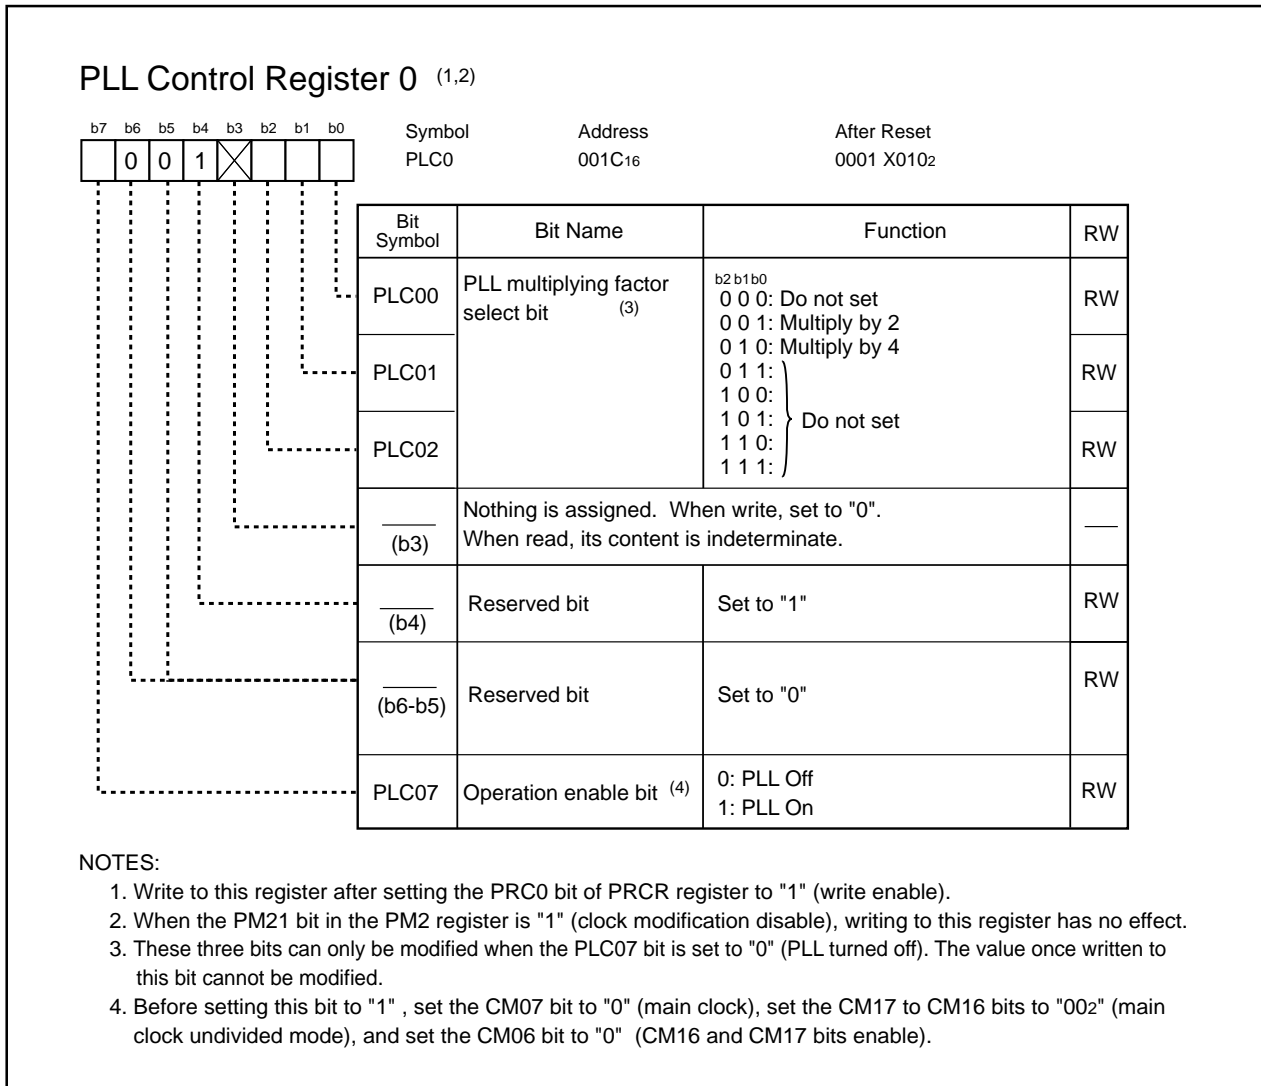 PLL Control Register 0 (1,2)
b7 b6 b5 b4 b3 b2 b1 b0
0 0 1
Symbol Address After Reset
PLC0 001C16 0001 X0102
Bit Symbol Bit Name Function RW
PLC00 PLL multiplying factor select bit (3) RW
b2 b1 b0
0 0 0: Do not set
0 0 1: Multiply by 2
0 1 0: Multiply by 4
0 1 1:
1 0 0:
1 0 1: Do not set
1 1 0:
1 1 1:
PLC01 RW
PLC02 RW
(b3) Nothing is assigned. When write, set to "0".
When read, its content is indeterminate.
(b4) Reserved bit Set to "1" RW
(b6-b5) Reserved bit Set to "0" RW
PLC07 Operation enable bit (4) 0: PLL Off RW
1: PLL On
NOTES:
1. Write to this register after setting the PRC0 bit of PRCR register to "1" (write enable).
2. When the PM21 bit in the PM2 register is "1" (clock modification disable), writing to this register has no effect.
3. These three bits can only be modified when the PLC07 bit is set to "0" (PLL turned off). The value once written to
this bit cannot be modified.
4. Before setting this bit to "1" , set the CM07 bit to "0" (main clock), set the CM17 to CM16 bits to "002" (main
clock undivided mode), and set the CM06 bit to "0" (CM16 and CM17 bits enable).